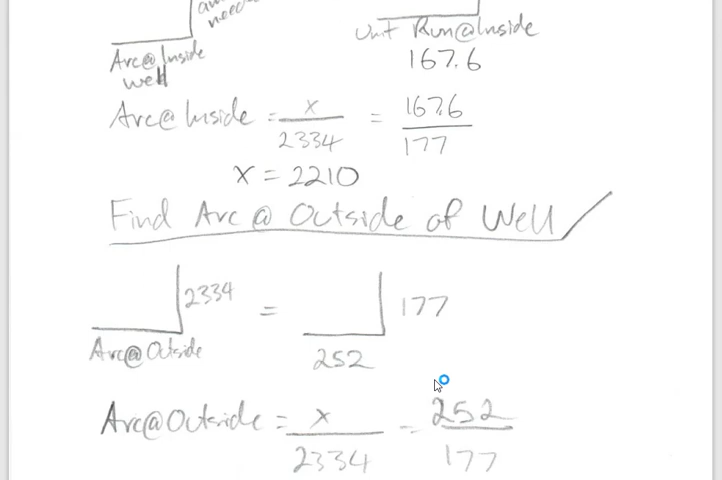 need
Arc@Inside
well
Unit Run@Inside
167.6
Arc@Inside = x / 2334 = 167.6 / 177
x = 2210
Find Arc @ Outside of Well
2334 = 177
Arc@Outside
252
Arc@Outside = x / 2334 = 252 / 177